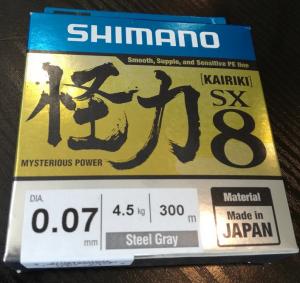 SHIMANO
Smooth, Supple, and Sensitive PE line
怪力
[KAIRIKI]
SX
8
MYSTERIOUS POWER
DIA.
0.07 mm
4.5 kg
300 m
Steel Gray
Material
Made in
JAPAN